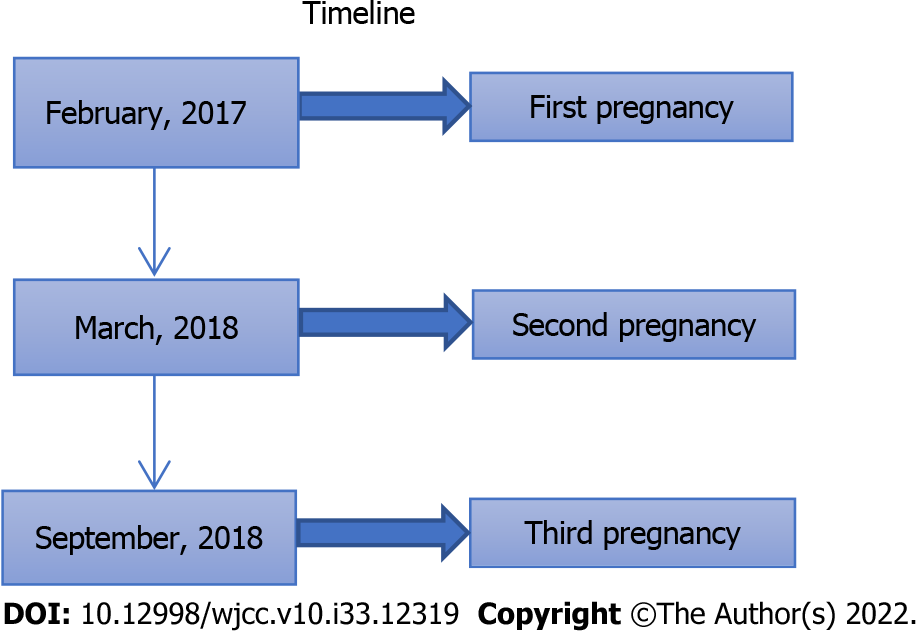 Timeline
February, 2017
First pregnancy
March, 2018
Second pregnancy
September, 2018
Third pregnancy
DOI: 10.12998/wjcc.v10.i33.12319 Copyright ©The Author(s) 2022.